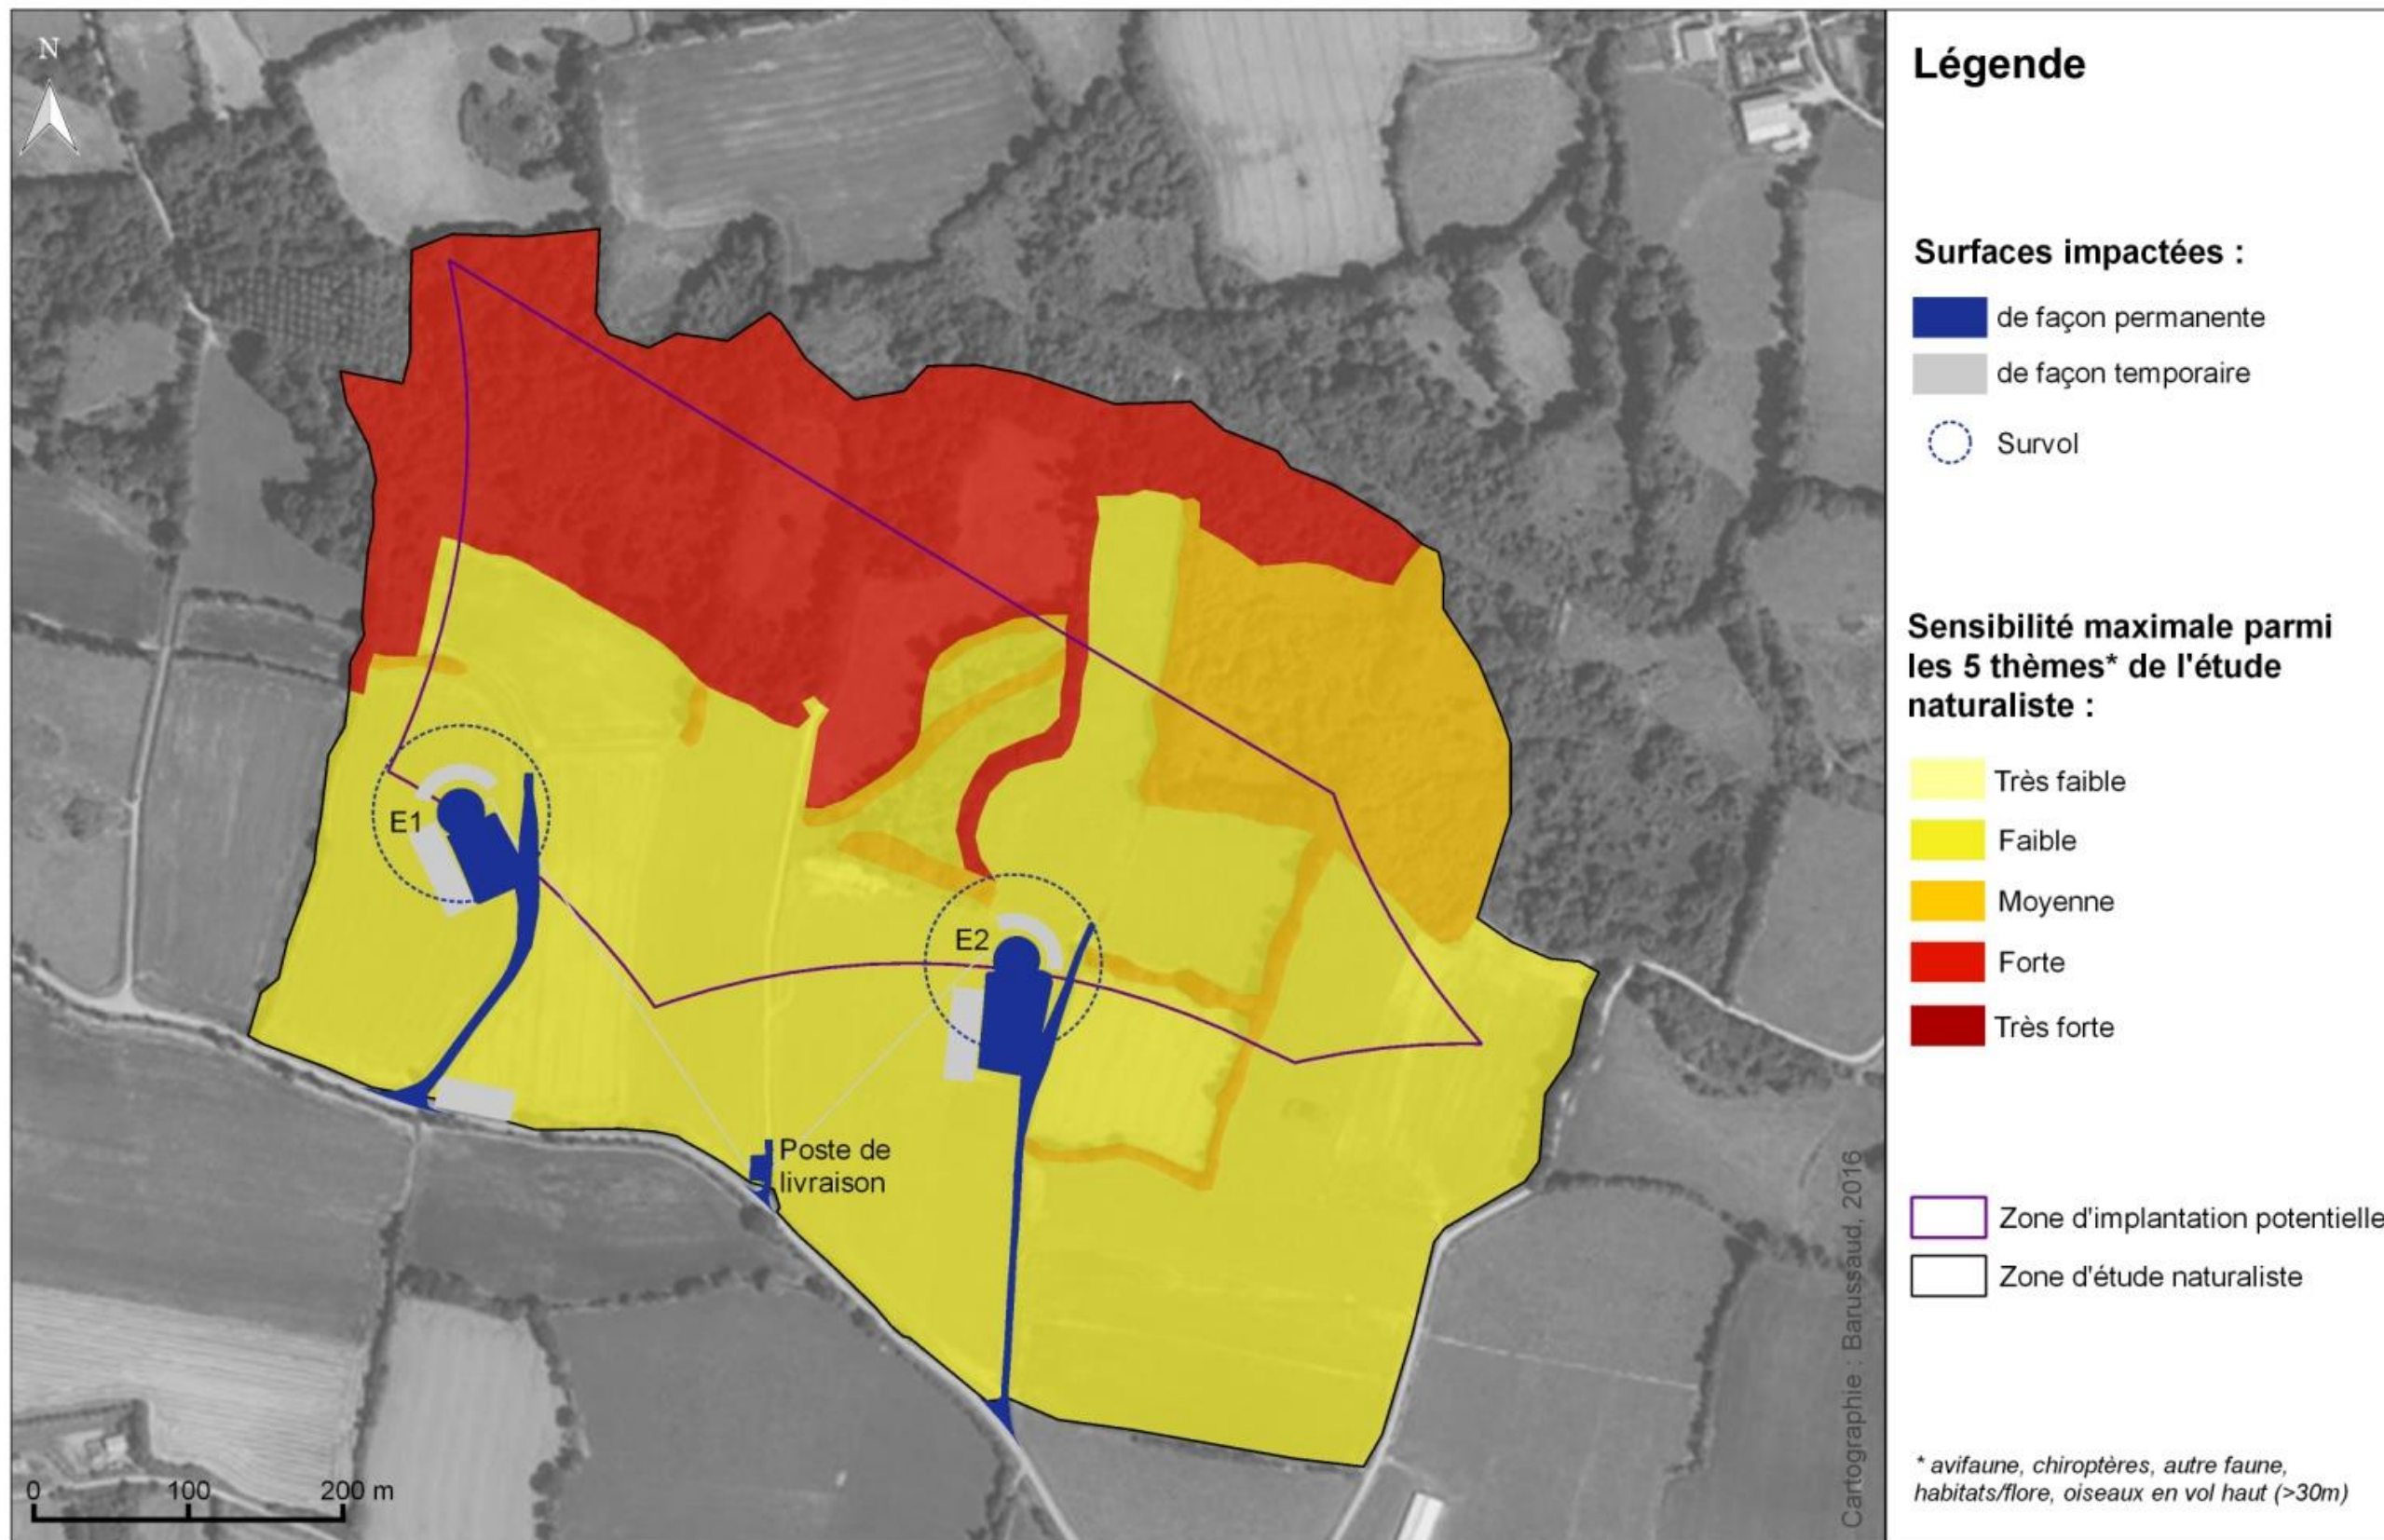 N
E1
E2
Poste de
livraison
0 100 200 m
Cartographie : Barussaud, 2016
Légende
Surfaces impactées :
de façon permanente
de façon temporaire
Survol
Sensibilité maximale parmi
les 5 thèmes* de l'étude
naturaliste :
Très faible
Faible
Moyenne
Forte
Très forte
Zone d'implantation potentielle
Zone d'étude naturaliste
* avifaune, chiroptères, autre faune,
habitats/flore, oiseaux en vol haut (>30m)